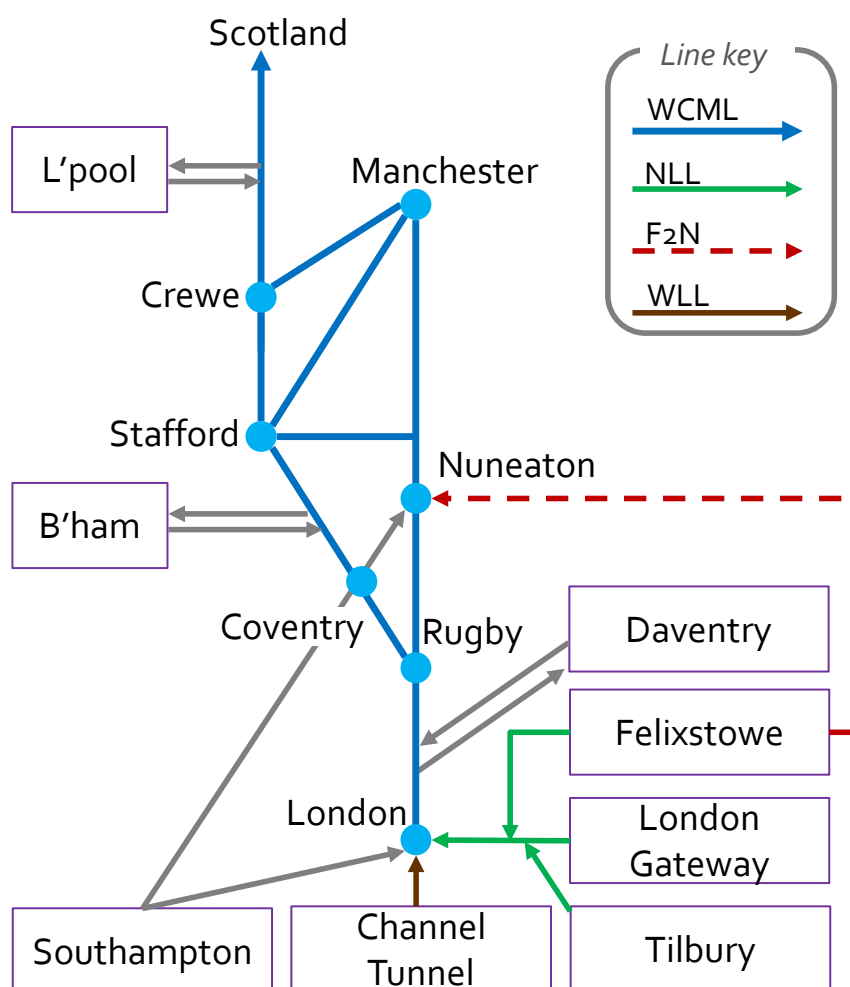 Scotland
Line key
WCML
L'pool
Manchester
NLL
F2N
Crewe
WLL
Stafford
Nuneaton
B'ham
Coventry
Rugby
Daventry
Felixstowe
London
London
Gateway
Southampton
Channel
Tunnel
Tilbury